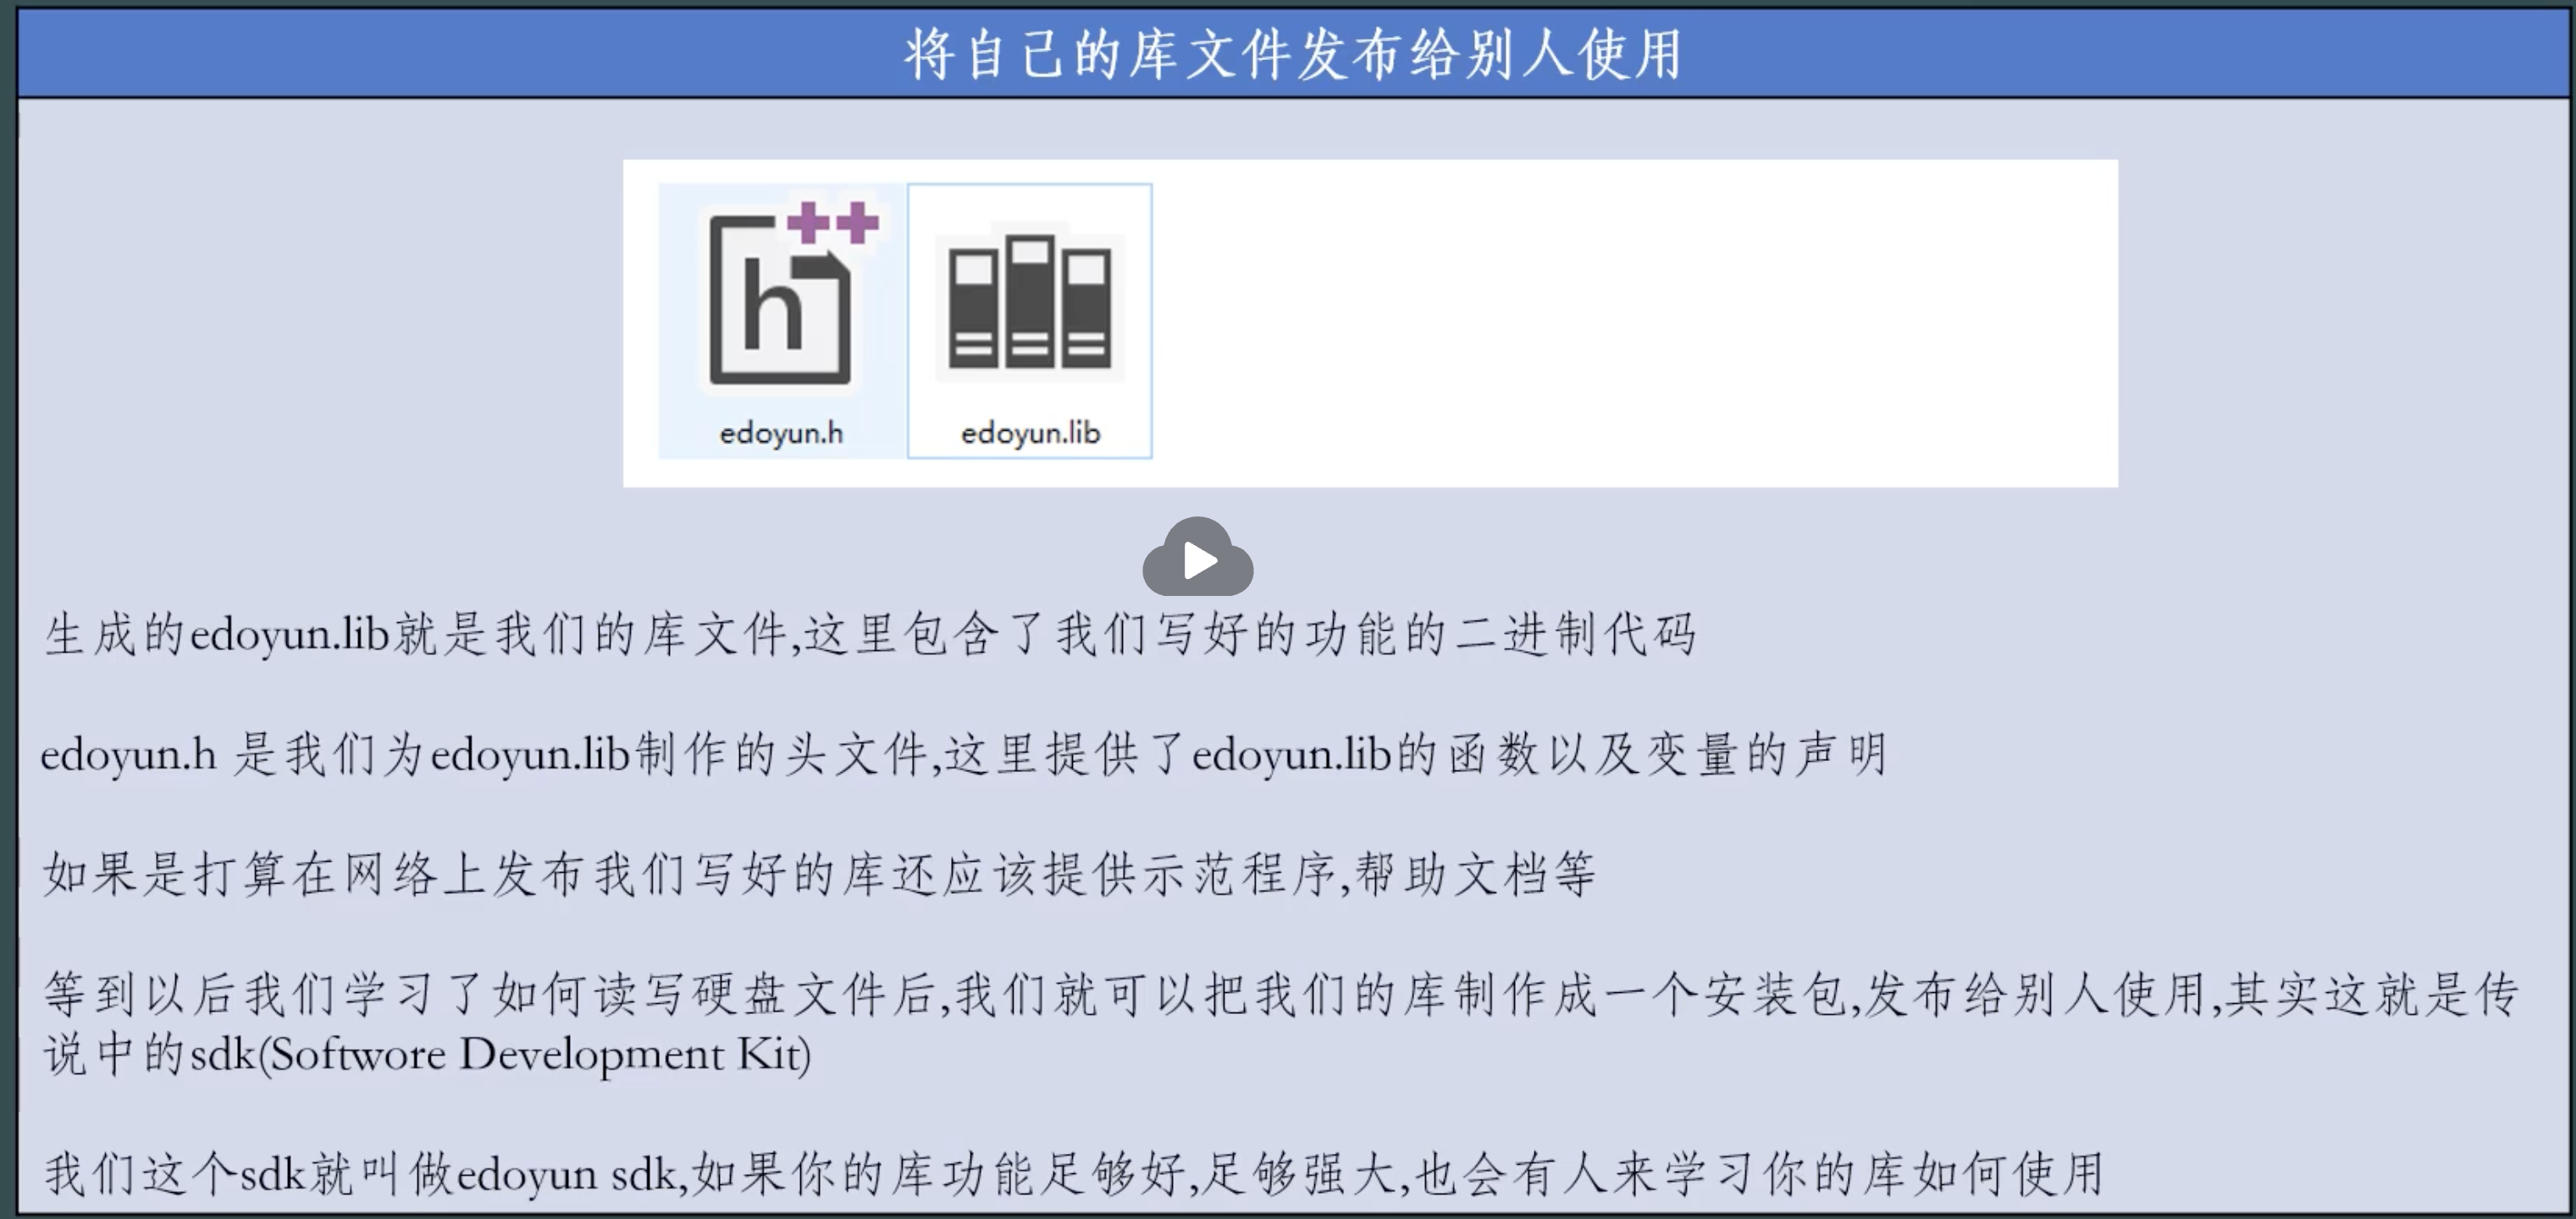 将自己的库文件发布给别人使用
h
edoyun.h
edoyun.lib
生成的edoyun.lib就是我们的库文件,这里包含了我们写好的功能的二进制代码
edoyun.h 是我们为edoyun.lib制作的头文件,这里提供了edoyun.lib的函数以及变量的声明
如果是打算在网络上发布我们写好的库还应该提供示范程序,帮助文档等
等到以后我们学习了如何读写硬盘文件后,我们就可以把我们的库制作成一个安装包,发布给别人使用,其实这就是传
说中的sdk(Softwore Development Kit)
我们这个sdk就叫做edoyun sdk,如果你的库功能足够好,足够强大,也会有人来学习你的库如何使用